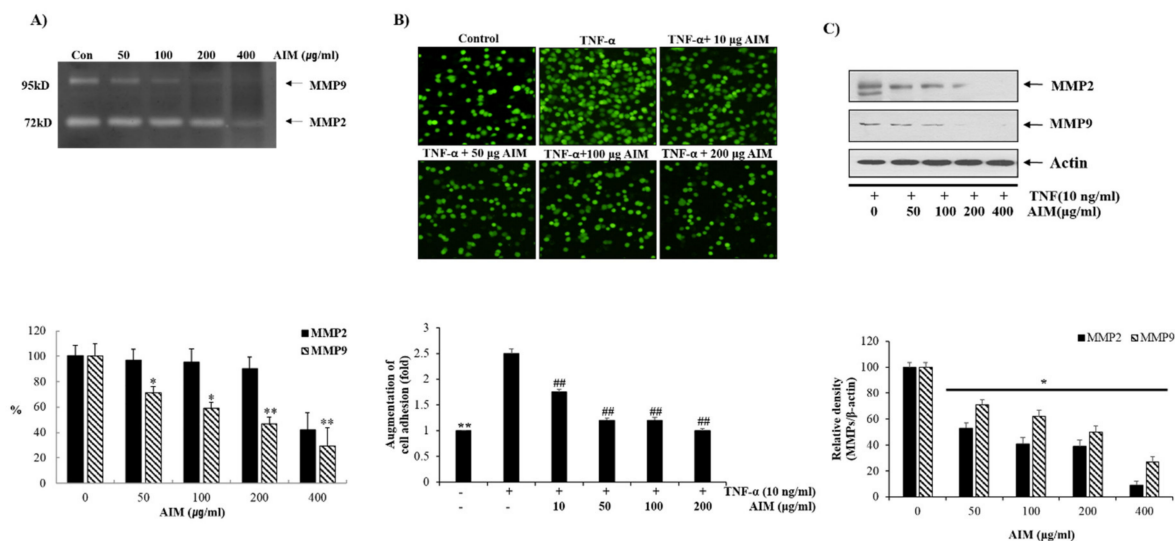 A)
Con 50 100 200 400 AIM (µg/ml)
95kD MMP9
72kD MMP2
B)
Control TNF-α TNF-α+ 10 µg AIM
TNF-α + 50 µg AIM TNF-α+100 µg AIM TNF-α + 200 µg AIM
C)
MMP2
MMP9
Actin
+ + + + + TNF(10 ng/ml)
0 50 100 200 400 AIM(µg/ml)
120
100
80
60
40
20
0
%
MMP2
MMP9
* * ** **
0 50 100 200 400
AIM (µg/ml)
Augmentation of
cell adhesion (fold)
3
2.5
2
1.5
1
0.5
0
** ## ## ## ##
- + + + + + TNF-α (10 ng/ml)
- - 10 50 100 200 AIM (µg/ml)
Relative density
(MMPs/β-actin)
120
100
80
60
40
20
0
MMP2 MMP9
*
0 50 100 200 400
AIM (µg/ml)